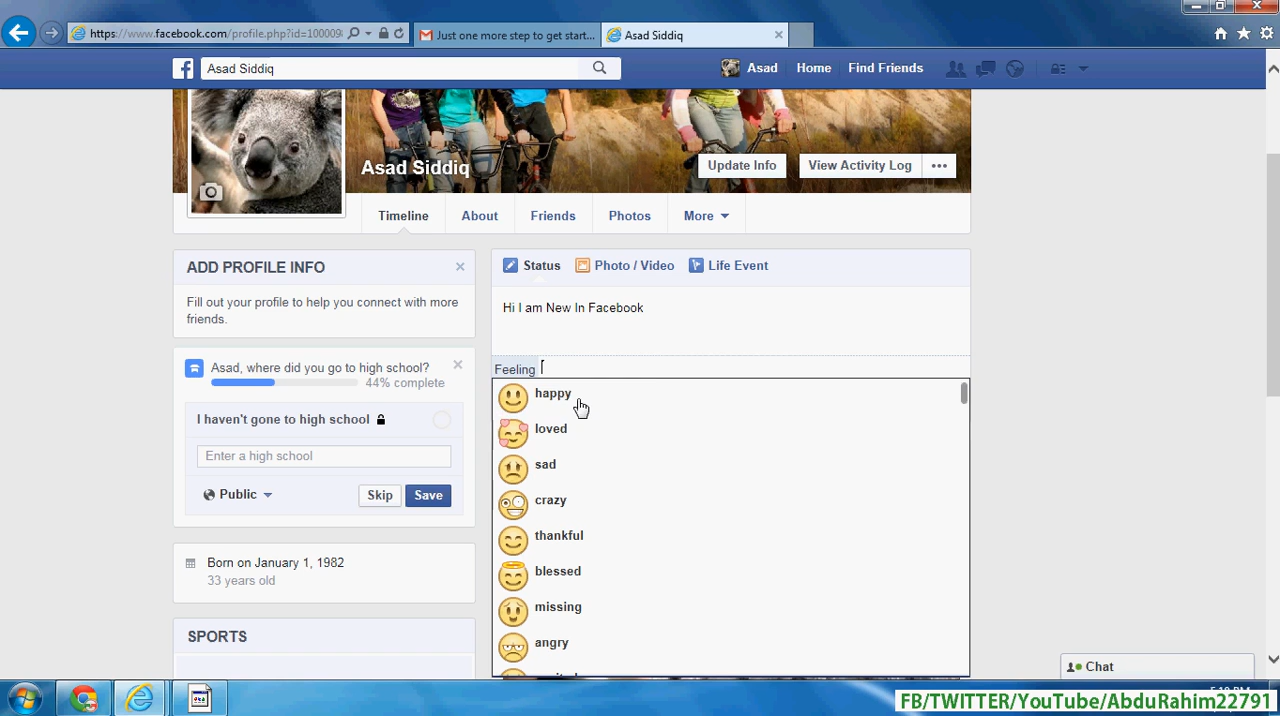 https://www.facebook.com/profile.php?id=100009
Just one more step to get start...
Asad Siddiq
Asad Siddiq
Asad
Home
Find Friends
Asad Siddiq
Update Info
View Activity Log
Timeline
About
Friends
Photos
More
ADD PROFILE INFO
Fill out your profile to help you connect with more
friends.
Asad, where did you go to high school?
44% complete
I haven't gone to high school
Enter a high school
Public
Skip
Save
Born on January 1, 1982
33 years old
SPORTS
Status
Photo / Video
Life Event
Hi I am New In Facebook
Feeling
happy
loved
sad
crazy
thankful
blessed
missing
angry
Chat
FB/TWITTER/YouTube/AbduRahim22791